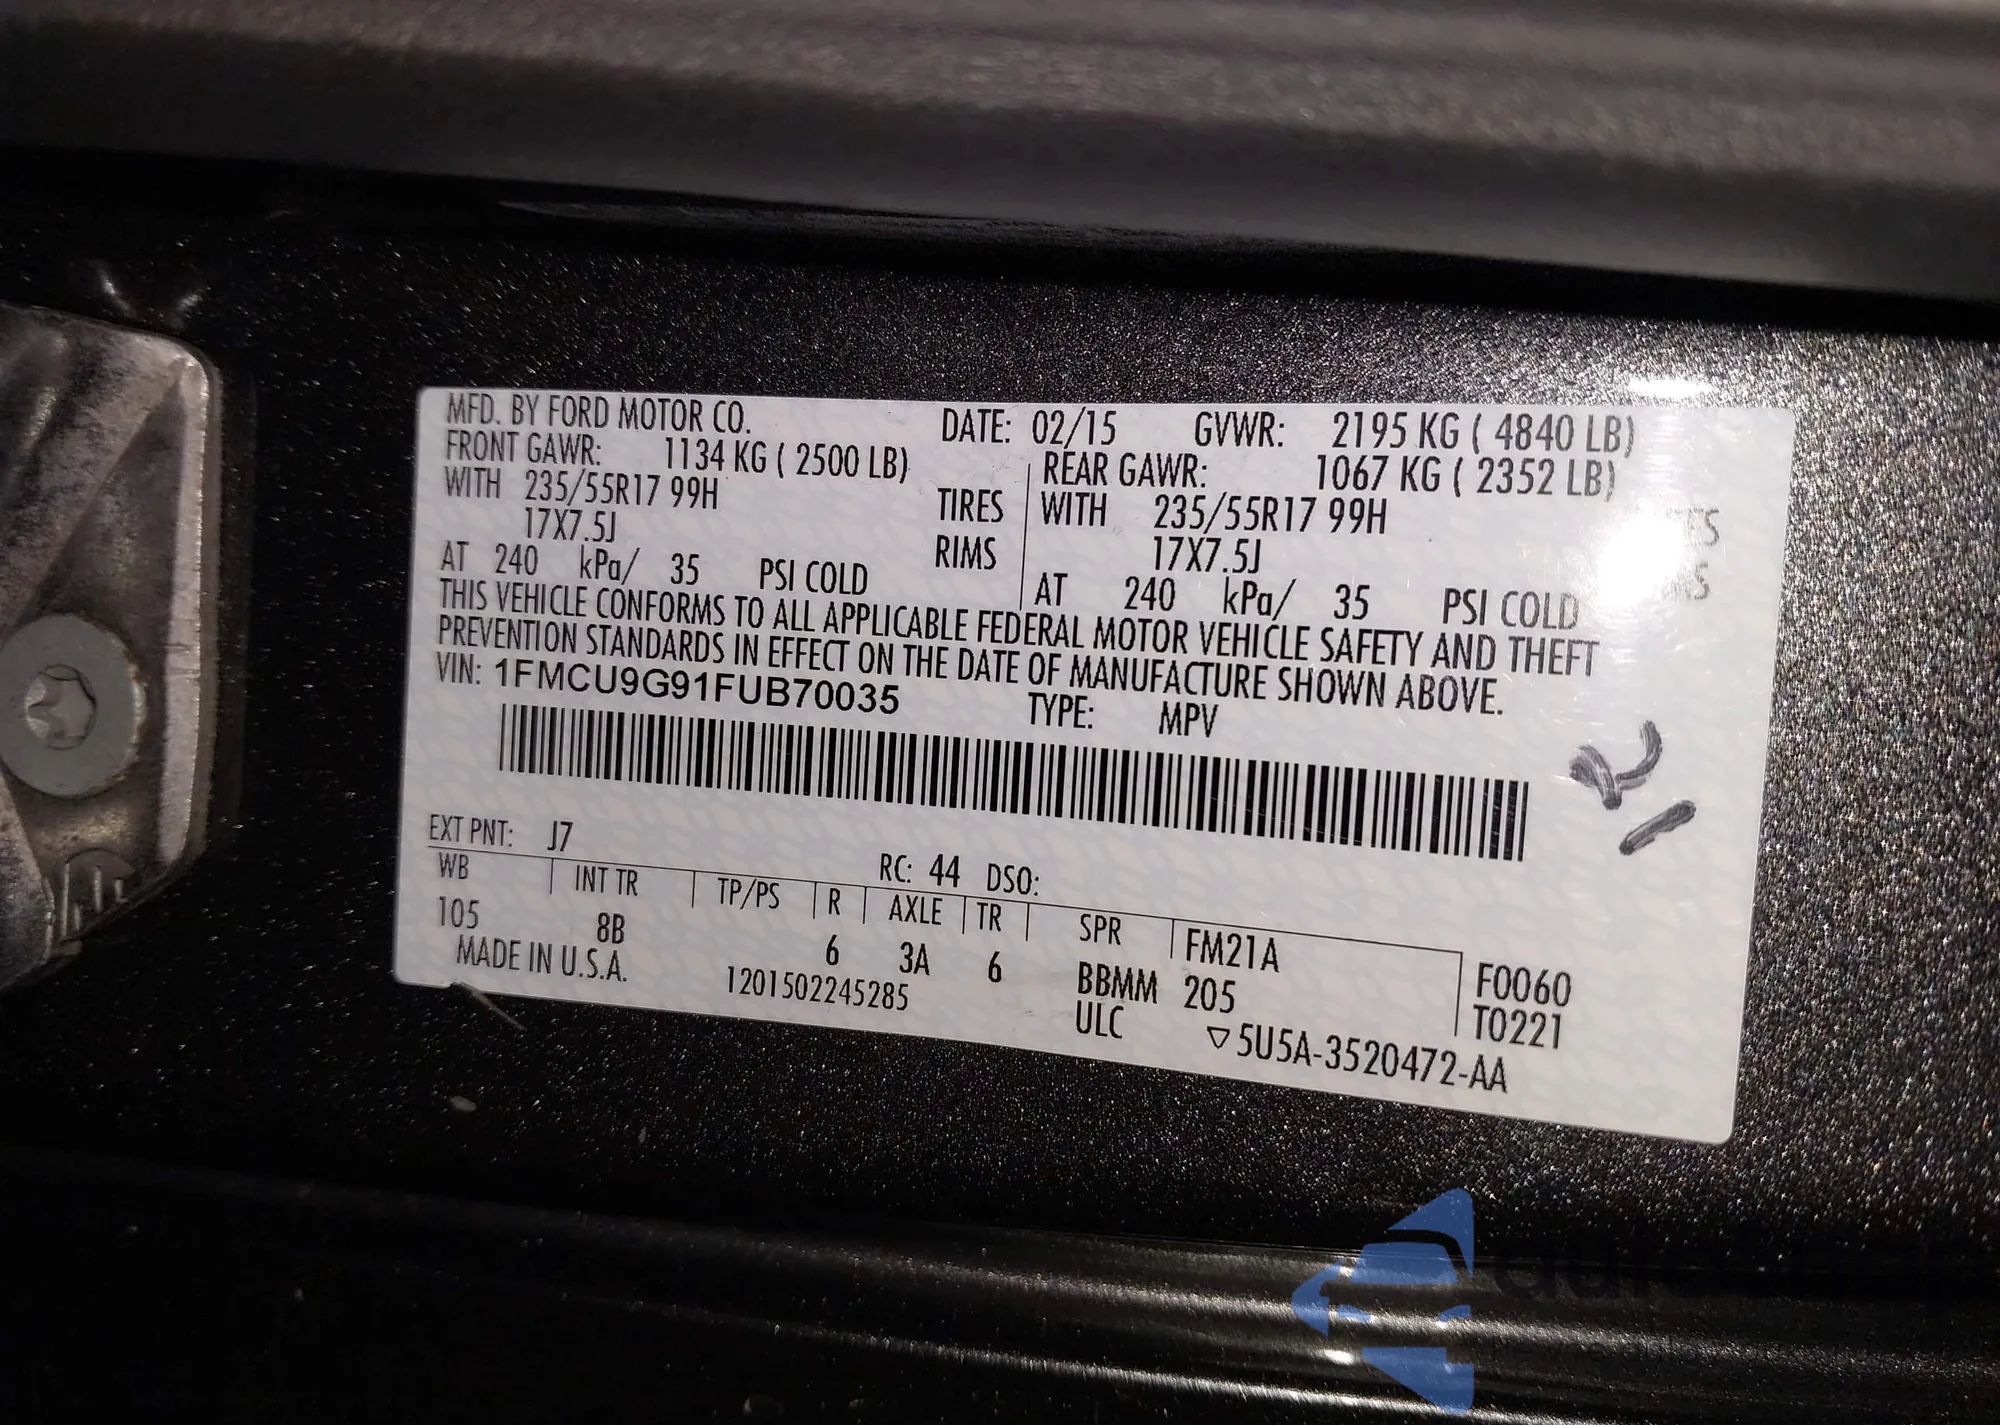 MFD. BY FORD MOTOR CO. DATE: 02/15 GVWR: 2195 KG ( 4840 LB)
FRONT GAWR: 1134 KG ( 2500 LB) REAR GAWR: 1067 KG ( 2352 LB)
WITH 235/55R17 99H TIRES WITH 235/55R17 99H
17X7.5J RIMS 17X7.5J
AT 240 kPa/ 35 PSI COLD AT 240 kPa/ 35 PSI COLD
THIS VEHICLE CONFORMS TO ALL APPLICABLE FEDERAL MOTOR VEHICLE SAFETY AND THEFT
PREVENTION STANDARDS IN EFFECT ON THE DATE OF MANUFACTURE SHOWN ABOVE.
VIN: 1FMCU9G91FUB70035 TYPE: MPV
EXT PNT: J7 RC: 44 DSO:
WB INT TR TP/PS R AXLE TR SPR FM21A F0060
105 8B 6 3A 6 BBMM 205 T0221
MADE IN U.S.A. 1201502245285 ULC ▽5U5A-3520472-AA